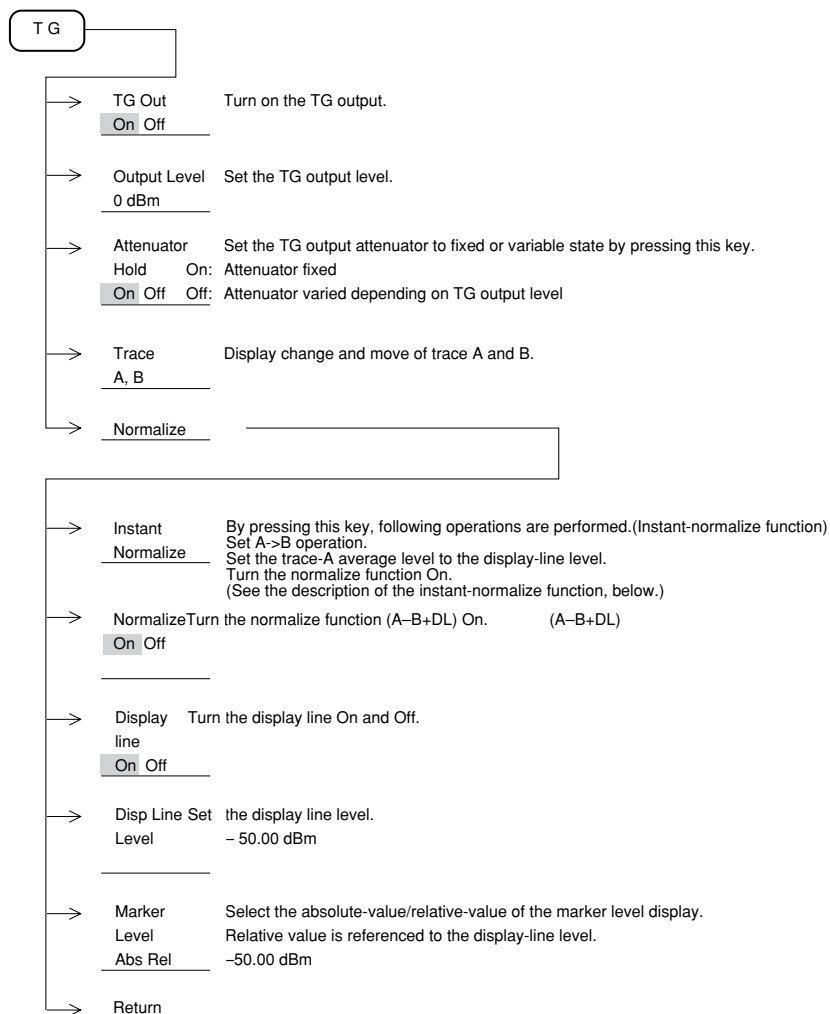 T G
TG Out Turn on the TG output.
On Off
Output Level Set the TG output level.
0 dBm
Attenuator Set the TG output attenuator to fixed or variable state by pressing this key.
Hold On: Attenuator fixed
On Off Off: Attenuator varied depending on TG output level
Trace Display change and move of trace A and B.
A, B
Normalize
Instant By pressing this key, following operations are performed.(Instant-normalize function)
Normalize Set A->B operation.
Set the trace-A average level to the display-line level.
Turn the normalize function On.
(See the description of the instant-normalize function, below.)
NormalizeTurn the normalize function (A–B+DL) On. (A–B+DL)
On Off
Display Turn the display line On and Off.
line
On Off
Disp Line Set the display line level.
Level – 50.00 dBm
Marker Select the absolute-value/relative-value of the marker level display.
Level Relative value is referenced to the display-line level.
Abs Rel –50.00 dBm
Return